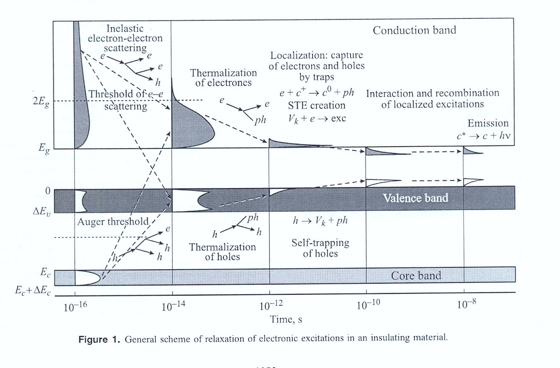 Inelastic
electron-electron
scattering
Conduction band
e
e
e
h
Threshold of e–e
scattering
Thermalization
of electrons
e
e
ph
Localization: capture
of electrons and holes
by traps
e + c⁺ → c⁰ + ph
STE creation
Vₖ + e → exc
Interaction and recombination
of localized excitations
Emission
c* → c + hν
2E_g
E_g
0
ΔE_v
Valence band
Auger threshold
e
h
h
h
ph
h
h
Thermalization
of holes
h → Vₖ + ph
Self-trapping
of holes
E_c
E_c + ΔE_c
Core band
10⁻¹⁶
10⁻¹⁴
10⁻¹²
10⁻¹⁰
10⁻⁸
Time, s
Figure 1. General scheme of relaxation of electronic excitations in an insulating material.